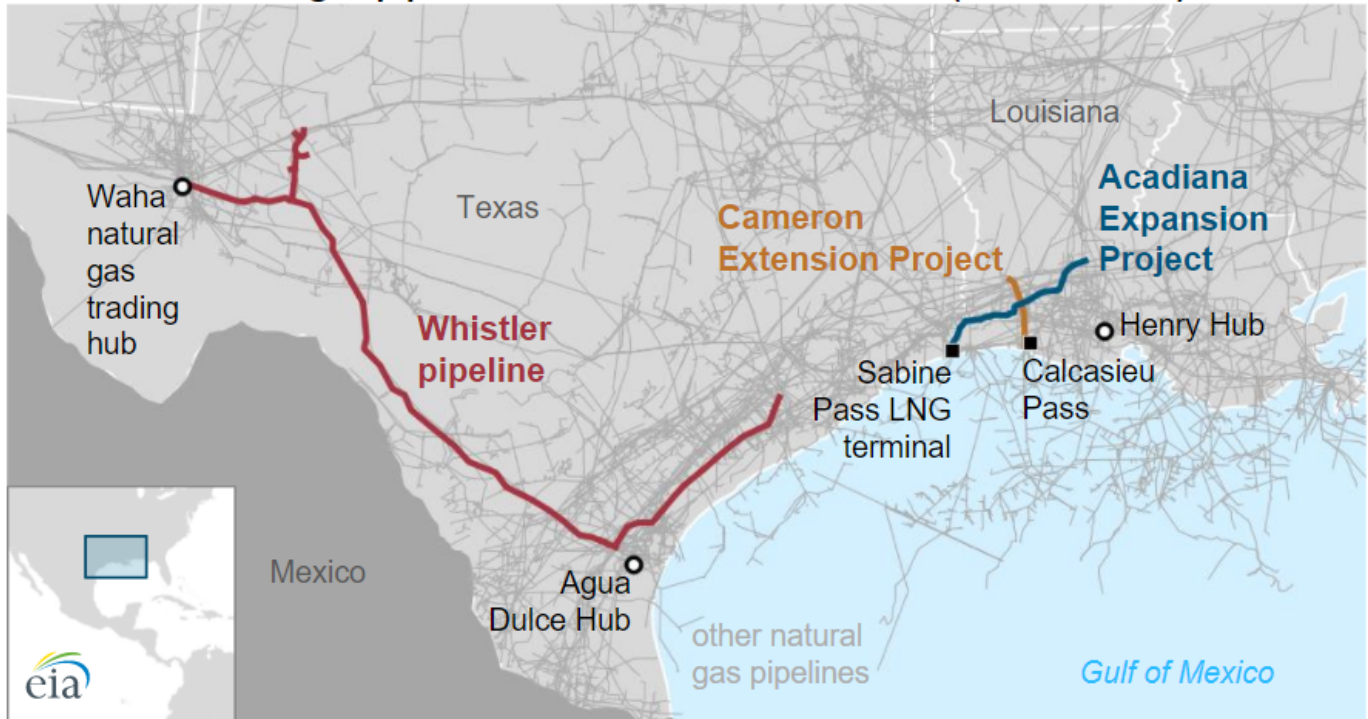 Louisiana
Acadiana
Expansion
Project
Waha
natural
gas
trading
hub
Texas
Cameron
Extension Project
Whistler
pipeline
Henry Hub
Sabine
Pass LNG
terminal
Calcasieu
Pass
Mexico
Agua
Dulce Hub
other natural
gas pipelines
Gulf of Mexico
eia